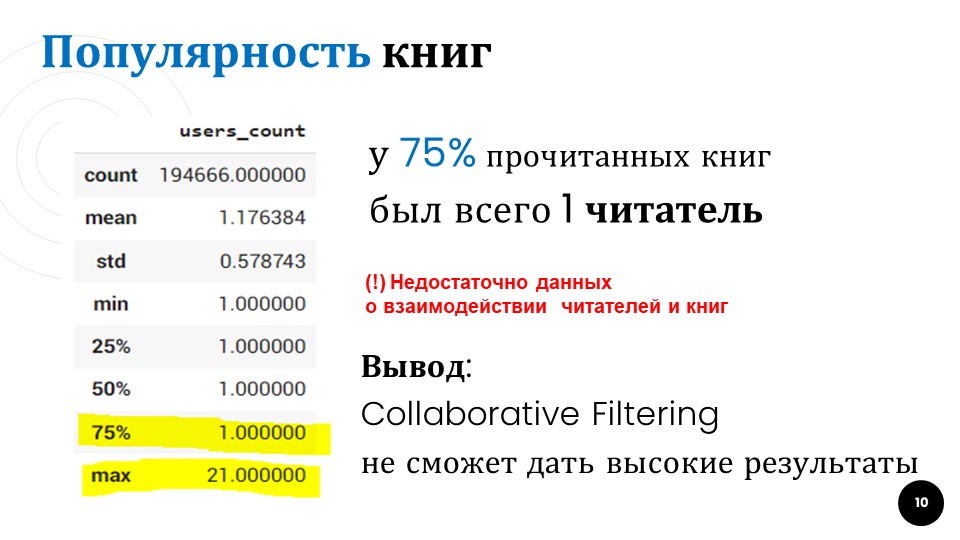 Популярность книг
users_count
count 194666.000000
mean 1.176384
std 0.578743
min 1.000000
25% 1.000000
50% 1.000000
75% 1.000000
max 21.000000
у 75% прочитанных книг
был всего 1 читатель
(!) Недостаточно данных
о взаимодействии читателей и книг
Вывод:
Collaborative Filtering
не сможет дать высокие результаты
10